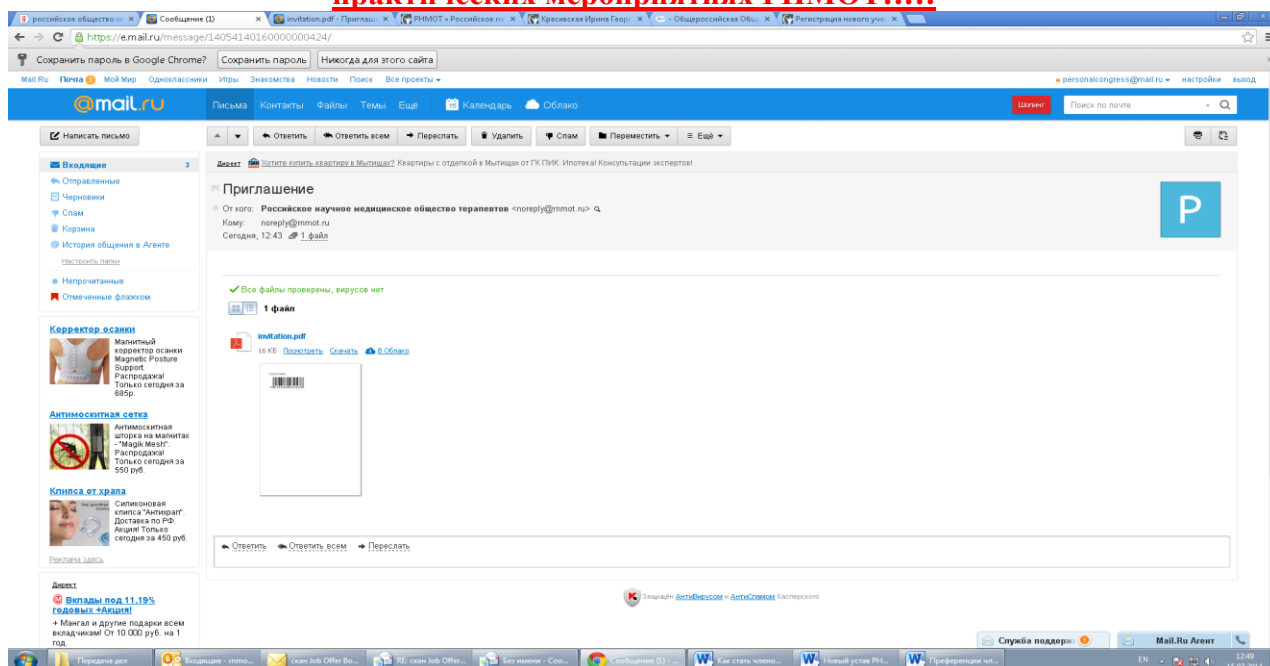 практических мероприятиях РНМОТ!!!!!
российское общество
Сообщение (1)
invitation.pdf - Приглаш
РНМОТ » Российское на
Красивская Ирина Георг
- Общероссийская Обще
Регистрация нового уча
https://e.mail.ru/message/14054140160000000424/
Сохранить пароль в Google Chrome?
Сохранить пароль
Никогда для этого сайта
Mail.Ru Почта Мой Мир Одноклассники Игры Знакомства Новости Поиск Все проекты
personalcongress@mail.ru настройки выход
@mail.ru
Письма Контакты Файлы Темы Ещё Календарь Облако
Шопинг
Поиск по почте
Написать письмо
Ответить Ответить всем Переслать Удалить Спам Переместить Ещё
Входящие 3
Отправленные
Черновики
Спам
Корзина
История общения в Агенте
Настроить папки
Непрочитанные
Отмеченные флажком
Директ Хотите купить квартиру в Мытищах? Квартиры с отделкой в Мытищах от ГК ПИК. Ипотека! Консультации экспертов!
Приглашение
От кого: Российское научное медицинское общество терапевтов <noreply@rnmot.ru>
Кому: noreply@rnmot.ru
Сегодня, 12:43 1 файл
Р
Все файлы проверены, вирусов нет
1 файл
invitation.pdf
16 КБ Посмотреть Скачать В Облако
Корректор осанки
Магнитный
корректор осанки
Magnetic Posture
Support.
Распродажа!
Только сегодня за
685р.
Антимоскитная сетка
Антимоскитная
шторка на магнитах
- "Magik Mesh".
Распродажа!
Только сегодня за
550 руб.
Клипса от храпа
Силиконовая
клипса "Антихрап".
Доставка по РФ.
Акция! Только
сегодня за 450 руб.
Реклама здесь
Ответить Ответить всем Переслать
Директ
Вклады под 11,19%
годовых +Акция!
+ Мангал и другие подарки всем
вкладчикам! От 10 000 руб. на 1
год.
Защищён АнтиВирусом и АнтиСпамом Касперского
Служба поддерж
Mail.Ru Агент
Передача дел
Входящие - rnmo...
скан Job Offer Bo...
RE: скан Job Offer...
Без имени - Соо...
Сообщение (1) - ...
Как стать члено...
Новый устав РН...
Преференции чл...
EN
12:49